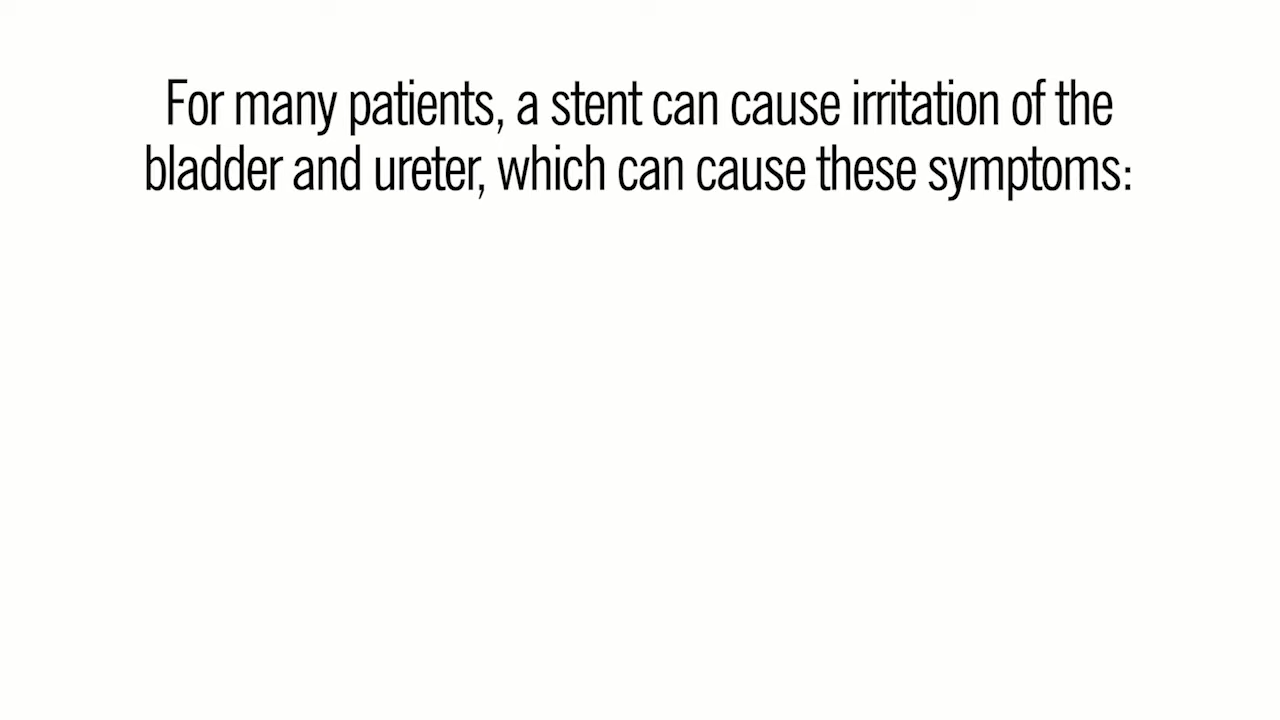 For many patients, a stent can cause irritation of the
bladder and ureter, which can cause these symptoms: